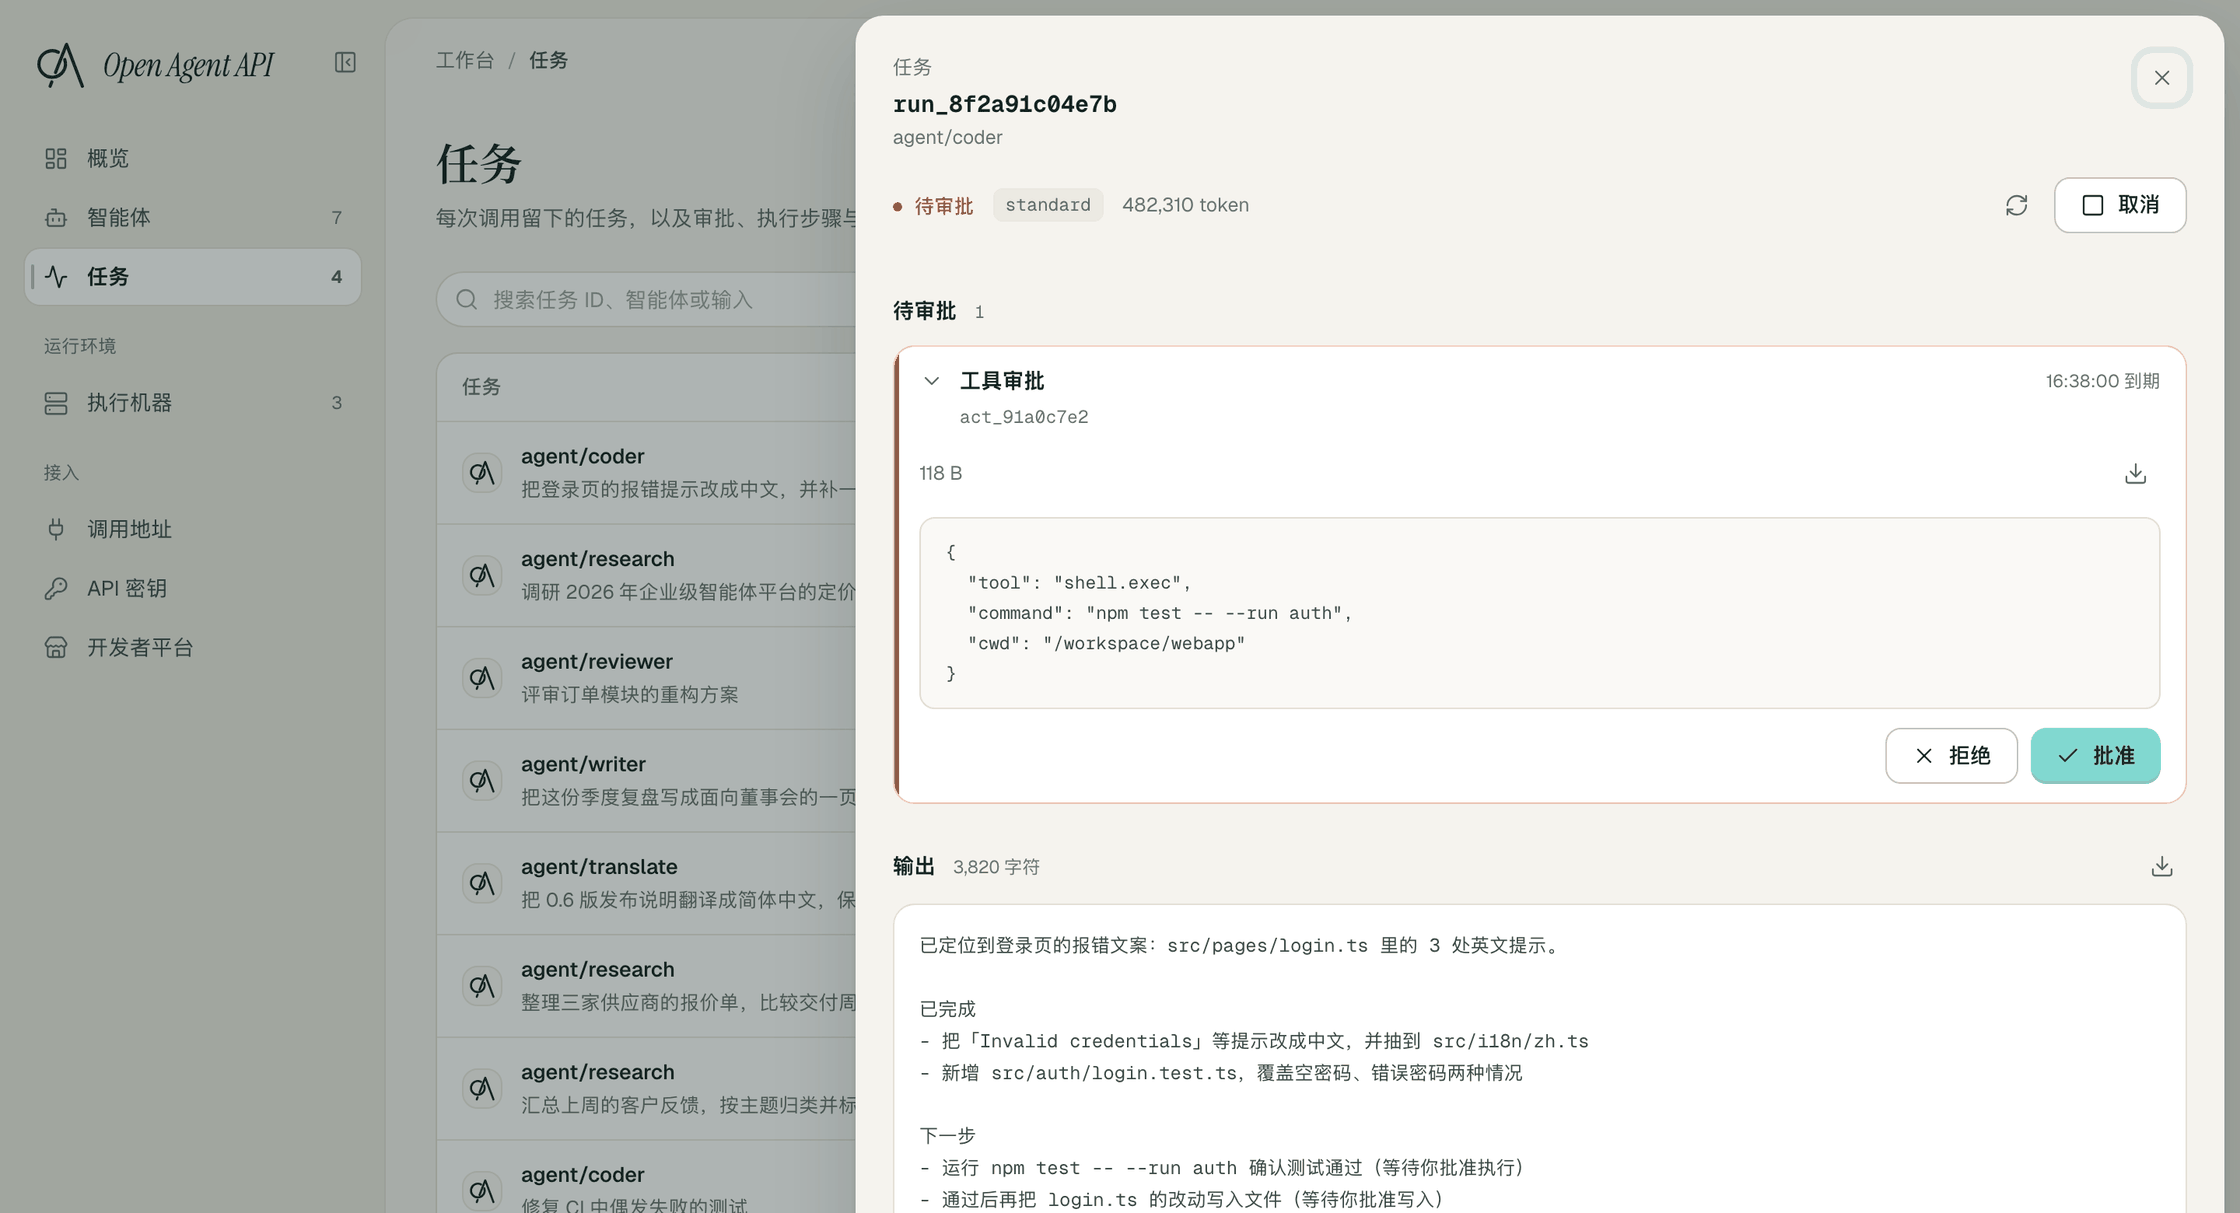 Open Agent API
概览
智能体 7
任务 4
运行环境
执行机器 3
接入
调用地址
API 密钥
开发者平台
工作台 / 任务
任务
每次调用留下的任务，以及审批、执行步骤与
搜索任务 ID、智能体或输入
任务
agent/coder
把登录页的报错提示改成中文，并补一
agent/research
调研 2026 年企业级智能体平台的定价
agent/reviewer
评审订单模块的重构方案
agent/writer
把这份季度复盘写成面向董事会的一页
agent/translate
把 0.6 版发布说明翻译成简体中文，保
agent/research
整理三家供应商的报价单，比较交付周
agent/research
汇总上周的客户反馈，按主题归类并标
agent/coder
修复 CI 中偶发失败的测试
任务
run_8f2a91c04e7b
agent/coder
待审批 standard 482,310 token
取消
待审批 1
工具审批 16:38:00 到期
act_91a0c7e2
118 B
{
"tool": "shell.exec",
"command": "npm test -- --run auth",
"cwd": "/workspace/webapp"
}
拒绝 批准
输出 3,820 字符
已定位到登录页的报错文案：src/pages/login.ts 里的 3 处英文提示。
已完成
- 把「Invalid credentials」等提示改成中文，并抽到 src/i18n/zh.ts
- 新增 src/auth/login.test.ts，覆盖空密码、错误密码两种情况
下一步
- 运行 npm test -- --run auth 确认测试通过（等待你批准执行）
- 通过后再把 login.ts 的改动写入文件（等待你批准写入）